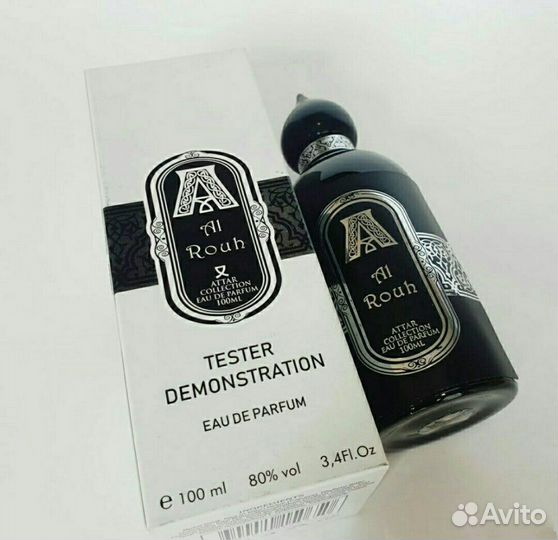 A
Al
Rouh
ATTAR
COLLECTION
EAU DE PARFUM
100ML
TESTER
DEMONSTRATION
EAU DE PARFUM
e 100 ml 80% vol 3,4Fl.Oz
A
Al
Rouh
ATTAR
COLLECTION
EAU DE PARFUM
100ML
Avito